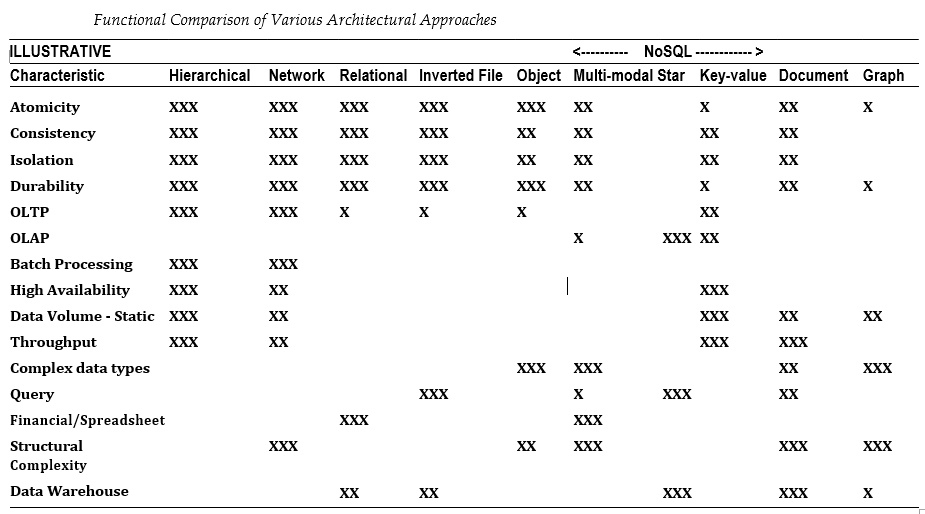 Functional Comparison of Various Architectural Approaches
ILLUSTRATIVE <---------- NoSQL ------------ >
Characteristic Hierarchical Network Relational Inverted File Object Multi-modal Star Key-value Document Graph
Atomicity XXX XXX XXX XXX XXX XX X XX X
Consistency XXX XXX XXX XXX XX XX XX XX
Isolation XXX XXX XXX XXX XX XX XX XX
Durability XXX XXX XXX XXX XXX XX X XX X
OLTP XXX XXX X X X XX
OLAP X XXX XX
Batch Processing XXX XXX
High Availability XXX XX XXX
Data Volume - Static XXX XX XXX XX XX
Throughput XXX XX XXX XXX
Complex data types XXX XXX XX XXX
Query XXX X XXX XX
Financial/Spreadsheet XXX XXX
Structural XXX XX XXX XXX XXX
Complexity
Data Warehouse XX XX XXX XXX X